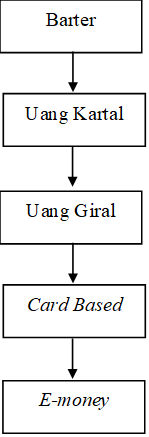 Barter
Uang Kartal
Uang Giral
Card Based
E-money